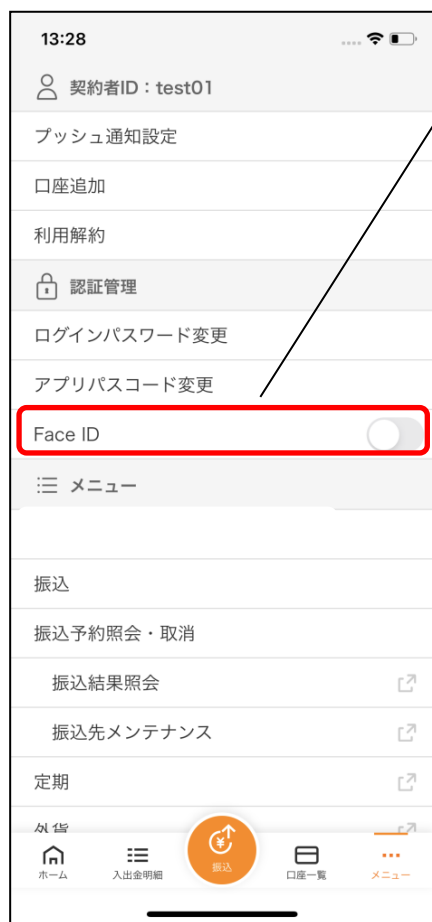 13:28
契約者ID：test01
プッシュ通知設定
口座追加
利用解約
認証管理
ログインパスワード変更
アプリパスコード変更
Face ID
メニュー
振込
振込予約照会・取消
振込結果照会
振込先メンテナンス
定期
外貨
振込
ホーム
入出金明細
口座一覧
メニュー